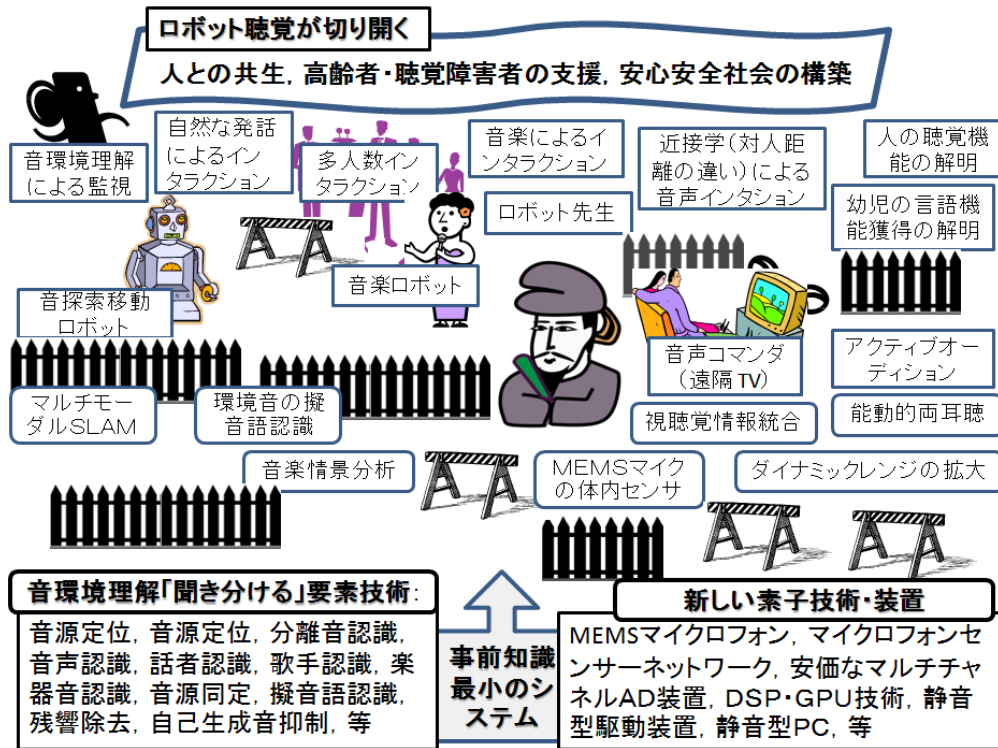 ロボット聴覚が切り開く
人との共生, 高齢者・聴覚障害者の支援, 安心安全社会の構築
音環境理解
による監視
自然な発話
によるイン
タラクション
多人数イン
タラクション
音楽によるイ
ンタラクション
近接学(対人距
離の違い)による
音声インタション
人の聴覚機
能の解明
ロボット先生
幼児の言語機
能獲得の解明
音楽ロボット
音探索移動
ロボット
音声コマンダ
(遠隔TV)
アクティブオー
ディション
マルチモー
ダルSLAM
環境音の擬
音語認識
視聴覚情報統合
能動的両耳聴
音楽情景分析
MEMSマイク
の体内センサ
ダイナミックレンジの拡大
音環境理解「聞き分ける」要素技術:
音源定位, 音源定位, 分離音認識,
音声認識, 話者認識, 歌手認識, 楽
器音認識, 音源同定, 擬音語認識,
残響除去, 自己生成音抑制, 等
事前知識
最小のシ
ステム
新しい素子技術・装置
MEMSマイクロフォン, マイクロフォンセ
ンサーネットワーク, 安価なマルチチャ
ネルAD装置, DSP・GPU技術, 静音
型駆動装置, 静音型PC, 等